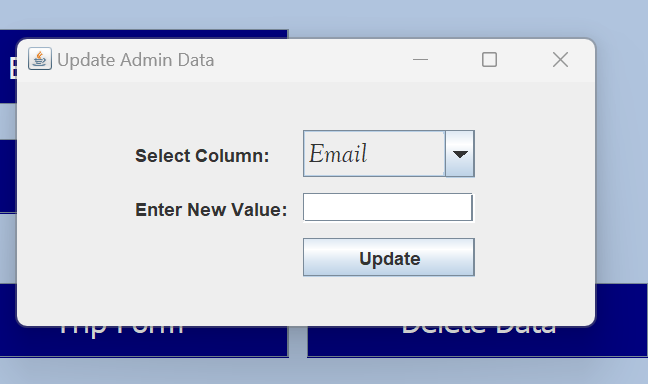 Update Admin Data
Select Column:
Email
Enter New Value:
Update
Trip Form
Delete Data